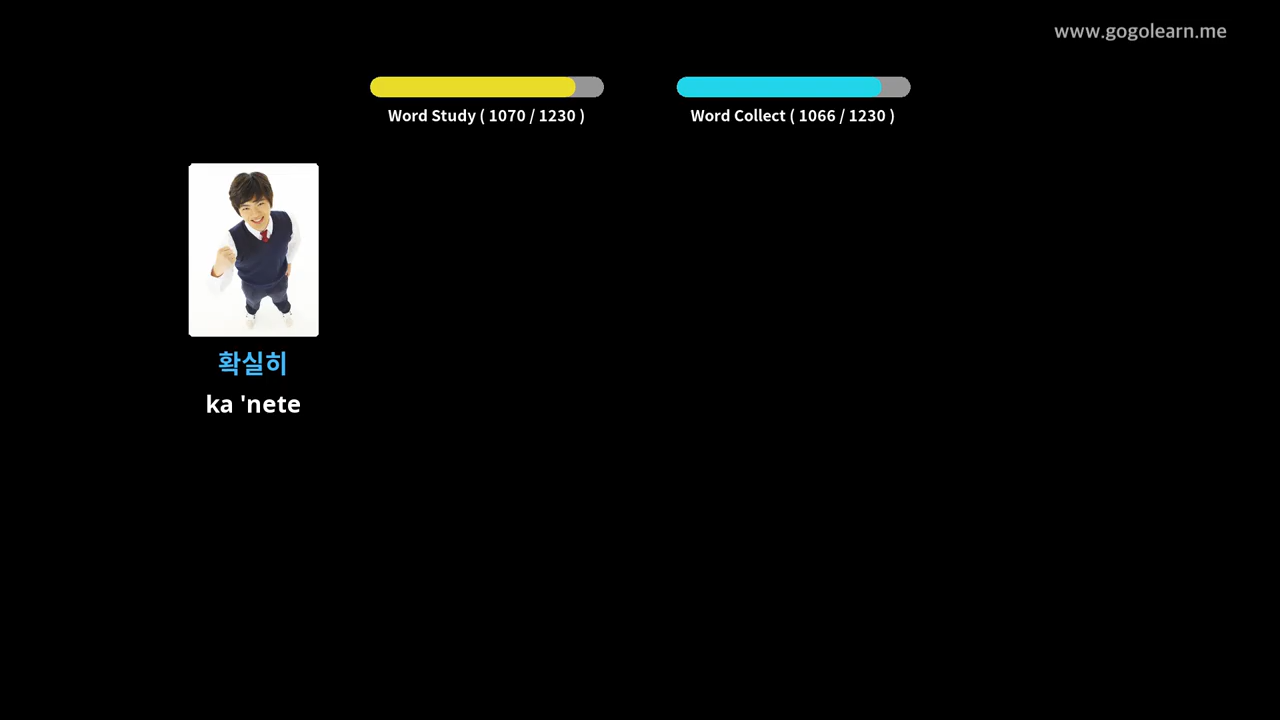 www.gogolearn.me
Word Study ( 1070 / 1230 )
Word Collect ( 1066 / 1230 )
확실히
ka 'nete